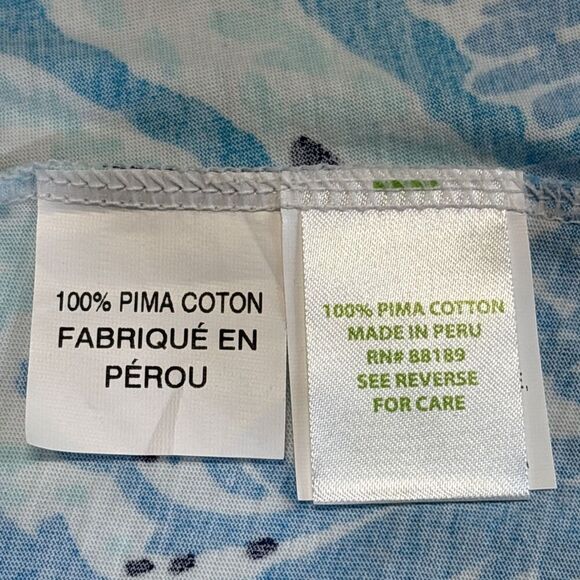 100% PIMA COTON
FABRIQUÉ EN
PÉROU
100% PIMA COTTON
MADE IN PERU
RN# 88189
SEE REVERSE
FOR CARE